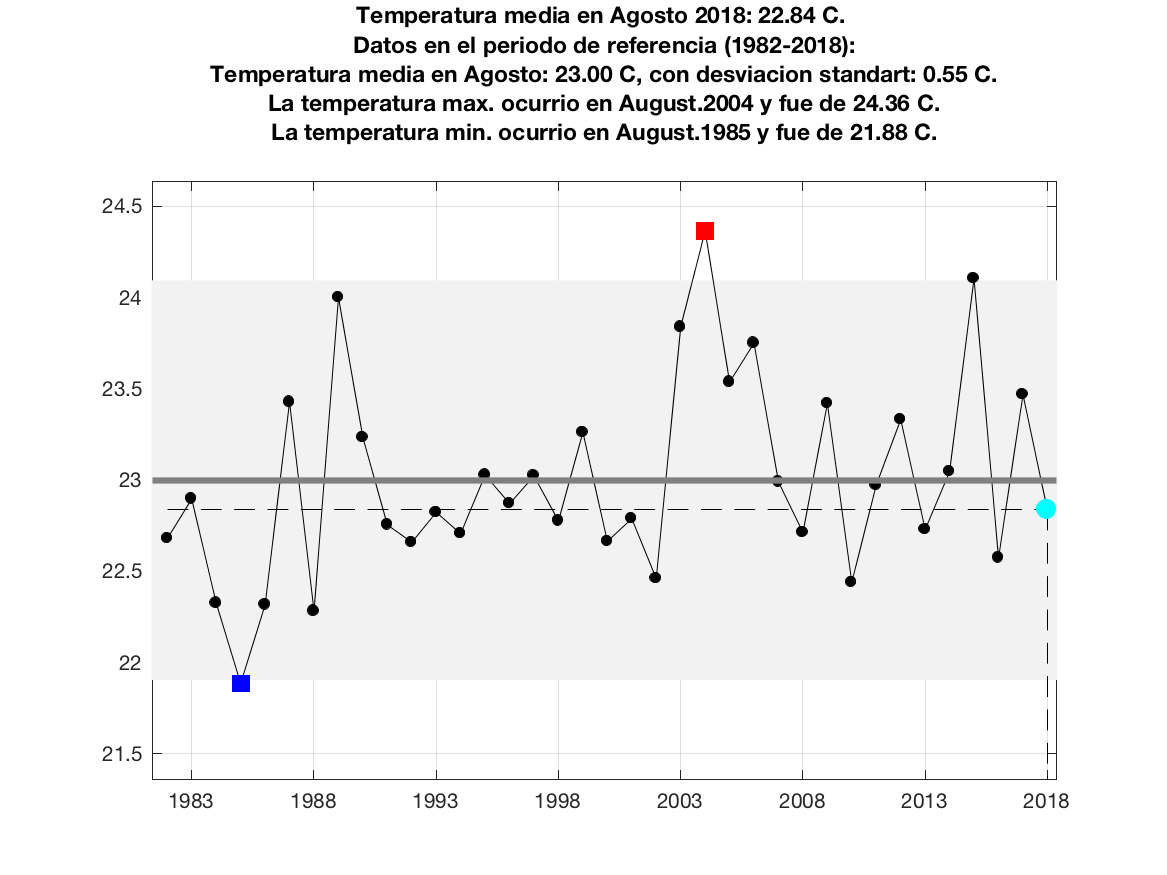 Temperatura media en Agosto 2018: 22.84 C.
Datos en el periodo de referencia (1982-2018):
Temperatura media en Agosto: 23.00 C, con desviacion standart: 0.55 C.
La temperatura max. ocurrio en August.2004 y fue de 24.36 C.
La temperatura min. ocurrio en August.1985 y fue de 21.88 C.
24.5
24
23.5
23
22.5
22
21.5
1983 1988 1993 1998 2003 2008 2013 2018